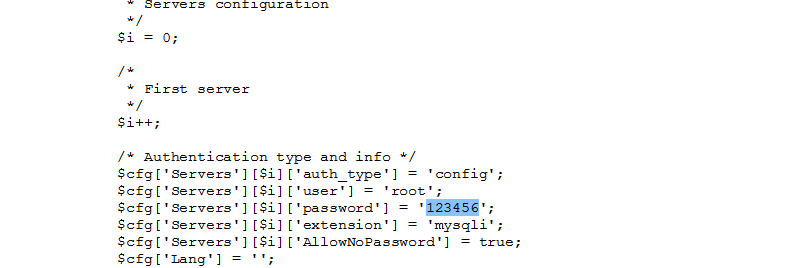 * Servers configuration
*/
$i = 0;
/*
* First server
*/
$i++;
/* Authentication type and info */
$cfg['Servers'][$i]['auth_type'] = 'config';
$cfg['Servers'][$i]['user'] = 'root';
$cfg['Servers'][$i]['password'] = '123456';
$cfg['Servers'][$i]['extension'] = 'mysqli';
$cfg['Servers'][$i]['AllowNoPassword'] = true;
$cfg['Lang'] = '';